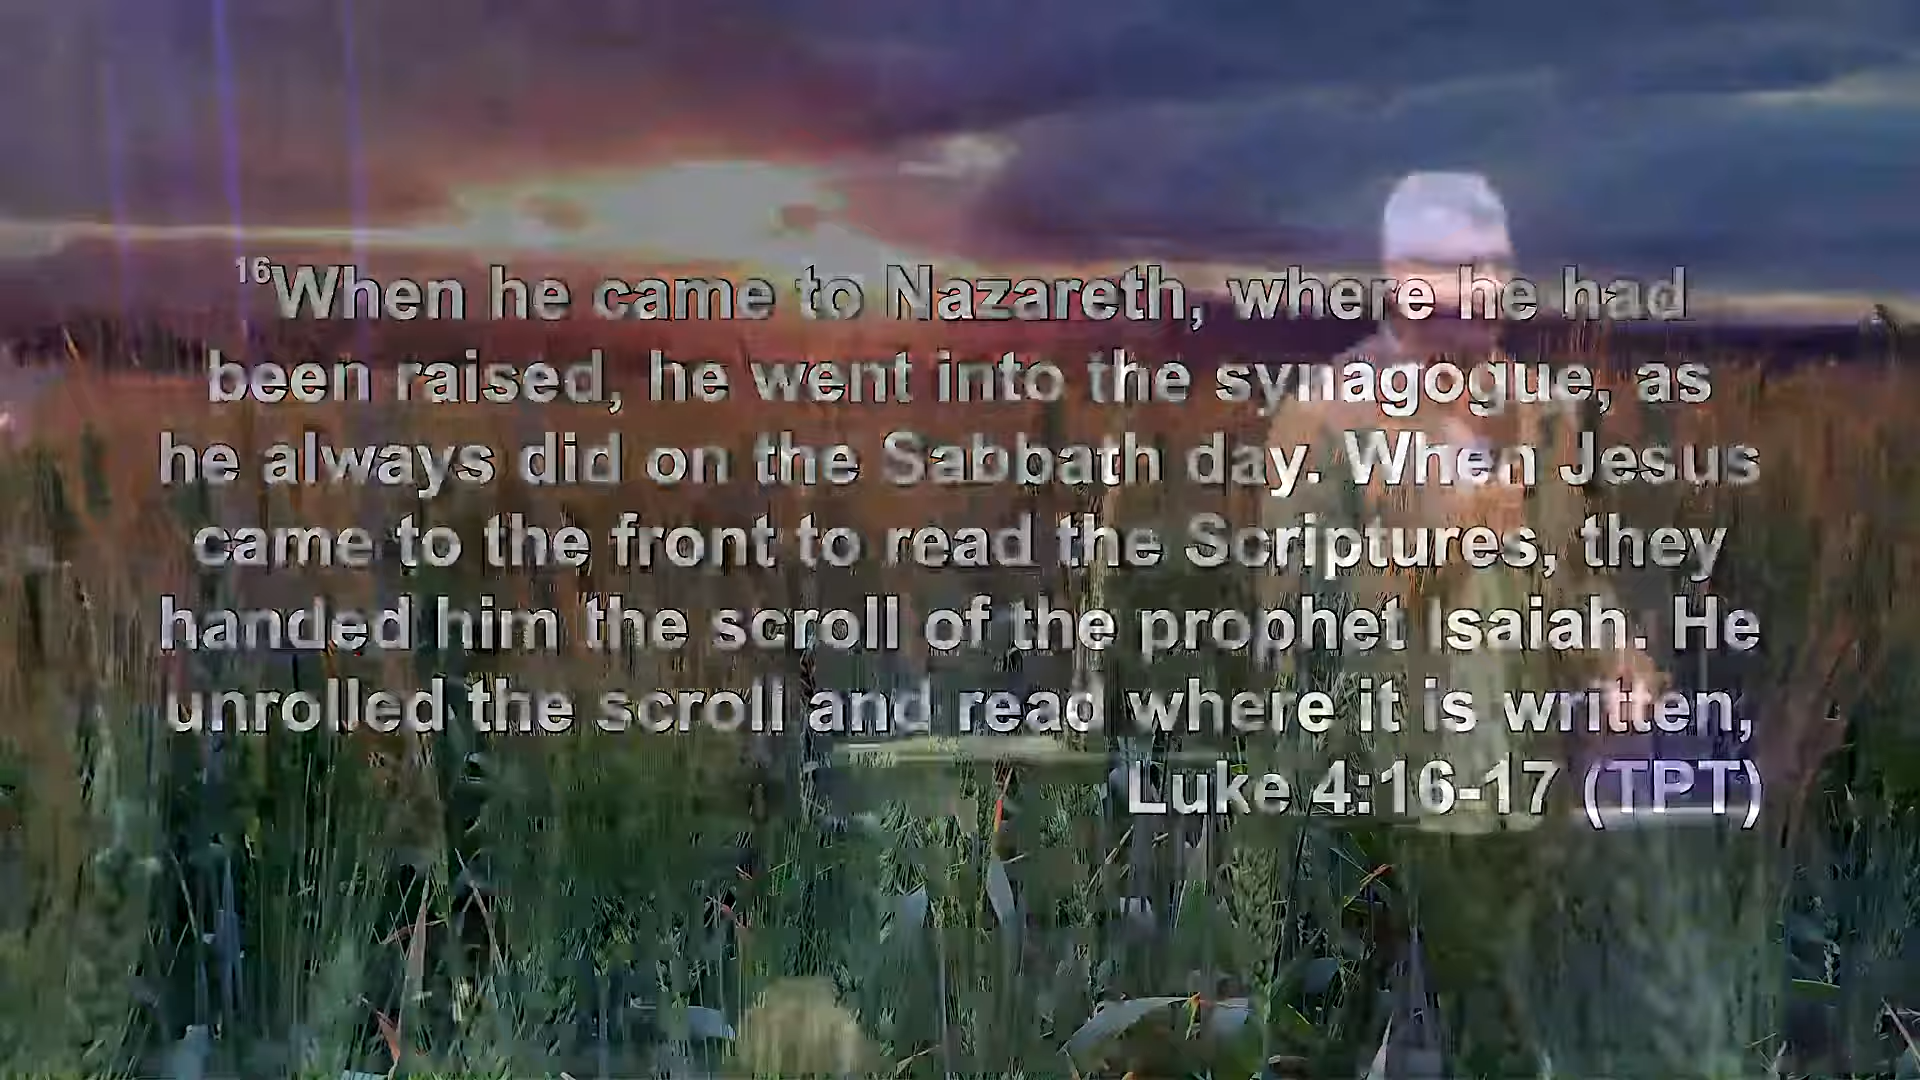 16When he came to Nazareth, where he had
been raised, he went into the synagogue, as
he always did on the Sabbath day. When Jesus
came to the front to read the Scriptures, they
handed him the scroll of the prophet Isaiah. He
unrolled the scroll and read where it is written,
Luke 4:16-17 (TPT)